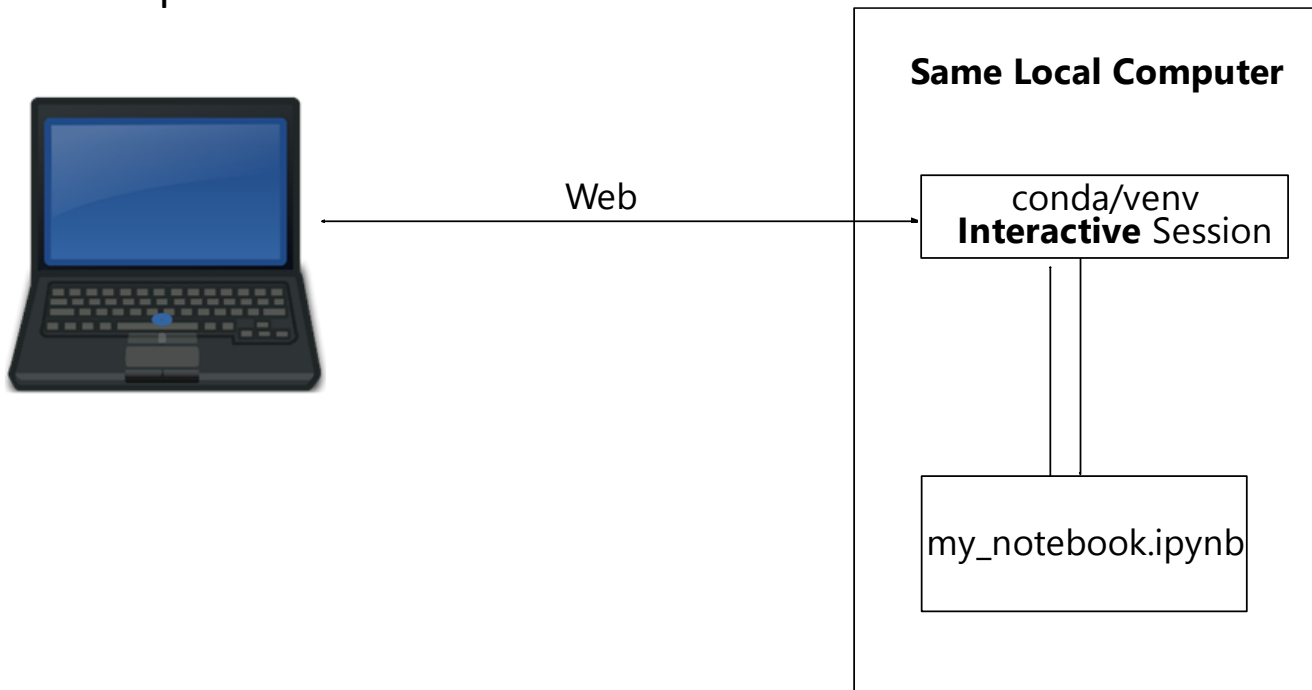 Same Local Computer
Web
conda/venv
Interactive Session
my_notebook.ipynb